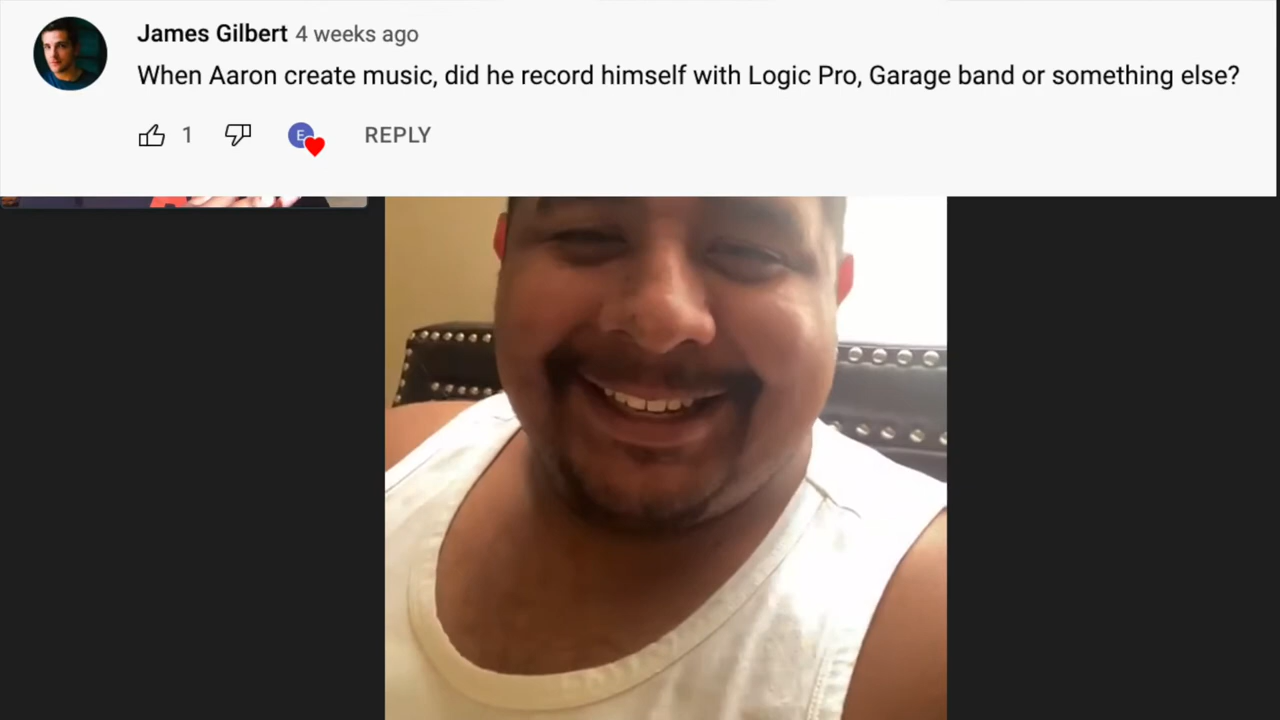 James Gilbert 4 weeks ago
When Aaron create music, did he record himself with Logic Pro, Garage band or something else?
1 E REPLY